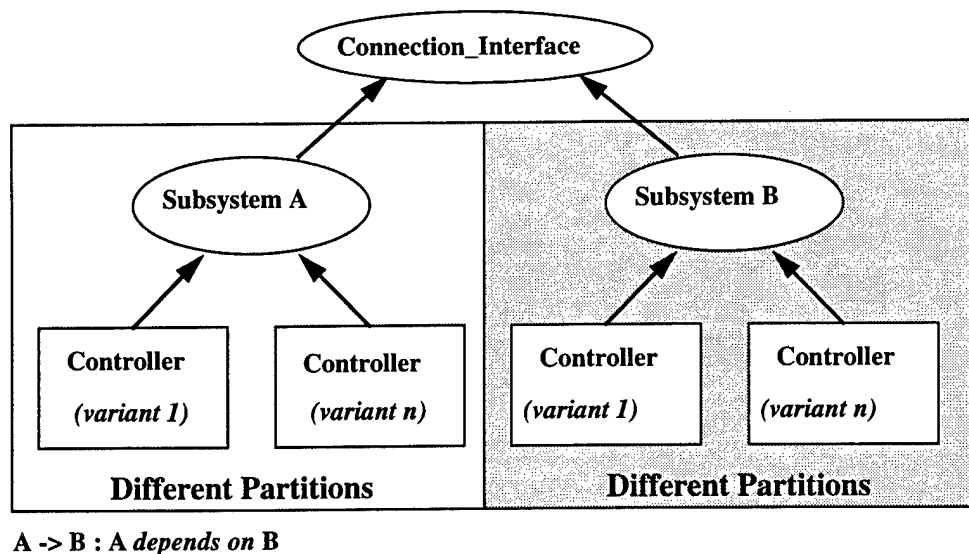 Connection_Interface
Subsystem A
Subsystem B
Controller
(variant 1)
Controller
(variant n)
Controller
(variant 1)
Controller
(variant n)
Different Partitions
Different Partitions
A -> B : A depends on B